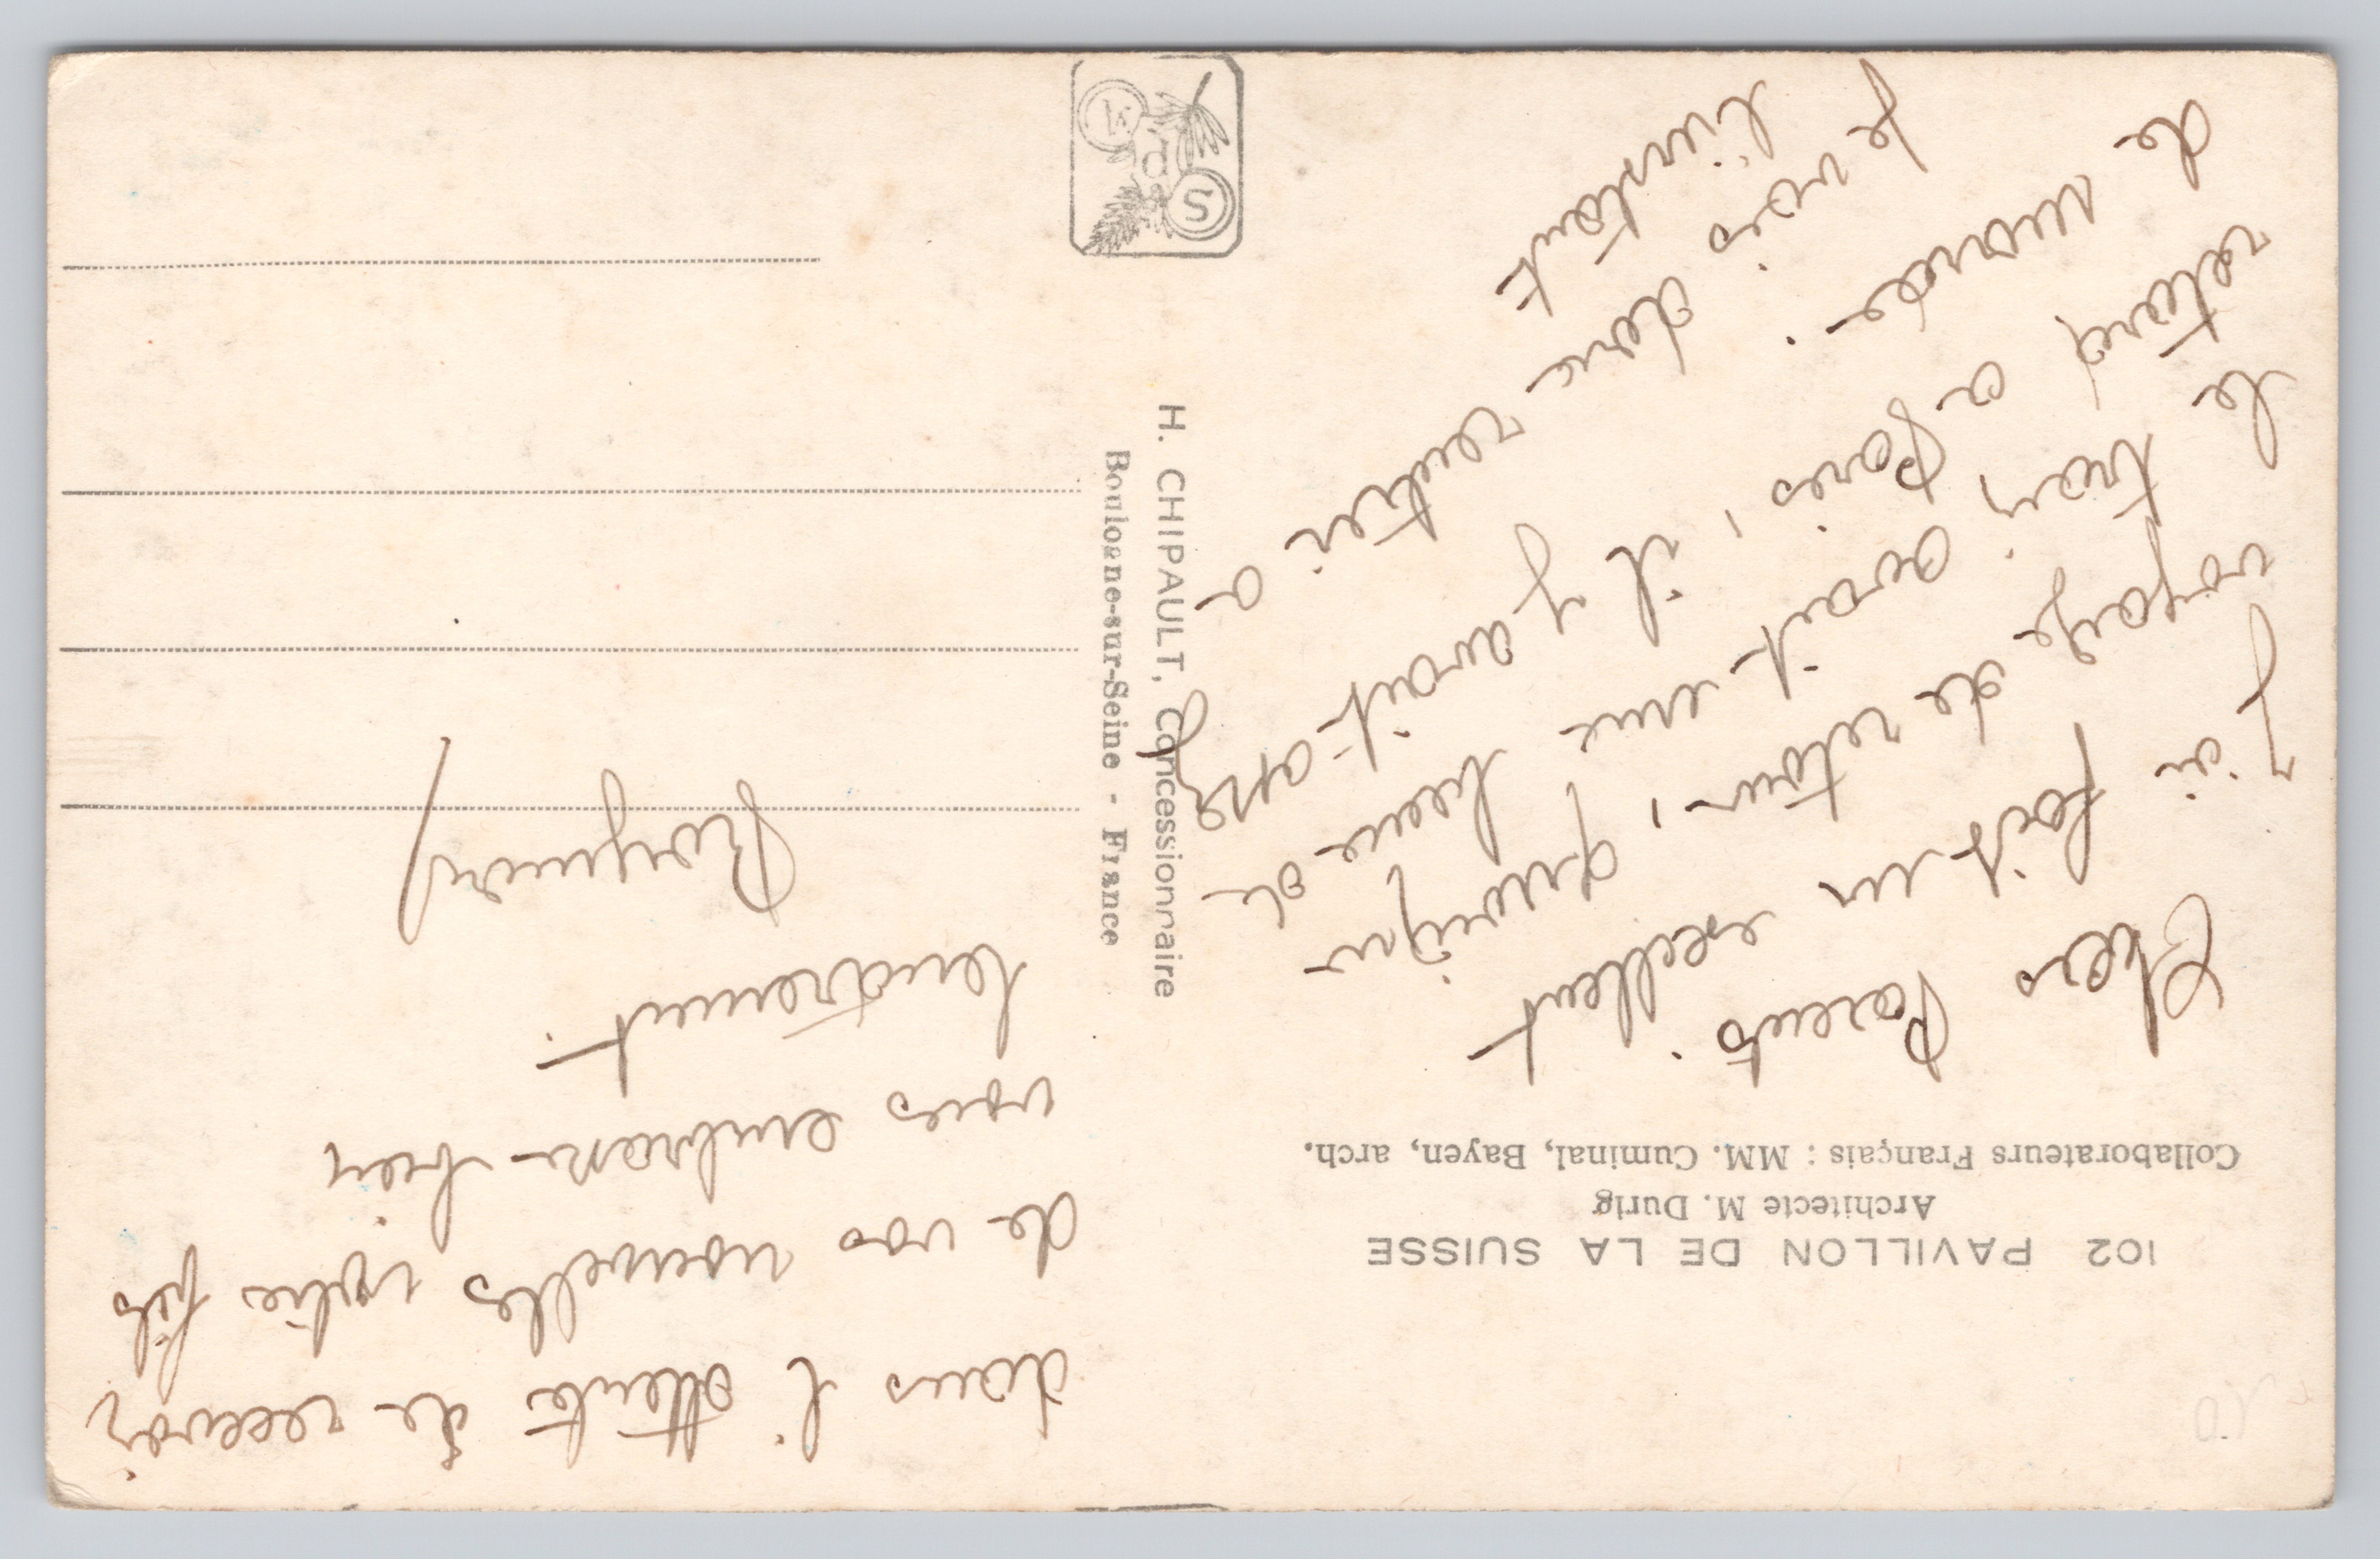 102 PAVILLON DE LA SUISSE
Architecte M. Durig
Collaborateurs Français : MM. Cuminal, Bayen, arch.
Chers Parents.
J'ai fait un excellent
voyage de retour, quoique
le train avait une heure de
retard a Paris, il y avait assez
de monde.
Je vais donc rentrer a
l'instant
dans l'attente de recevoir
de vos nouvelles votre fils
vous embrasse bien
tendrement.
Raymond
H. CHIPAULT, Concessionnaire
Boulogne-sur-Seine - France
S
P
M
10